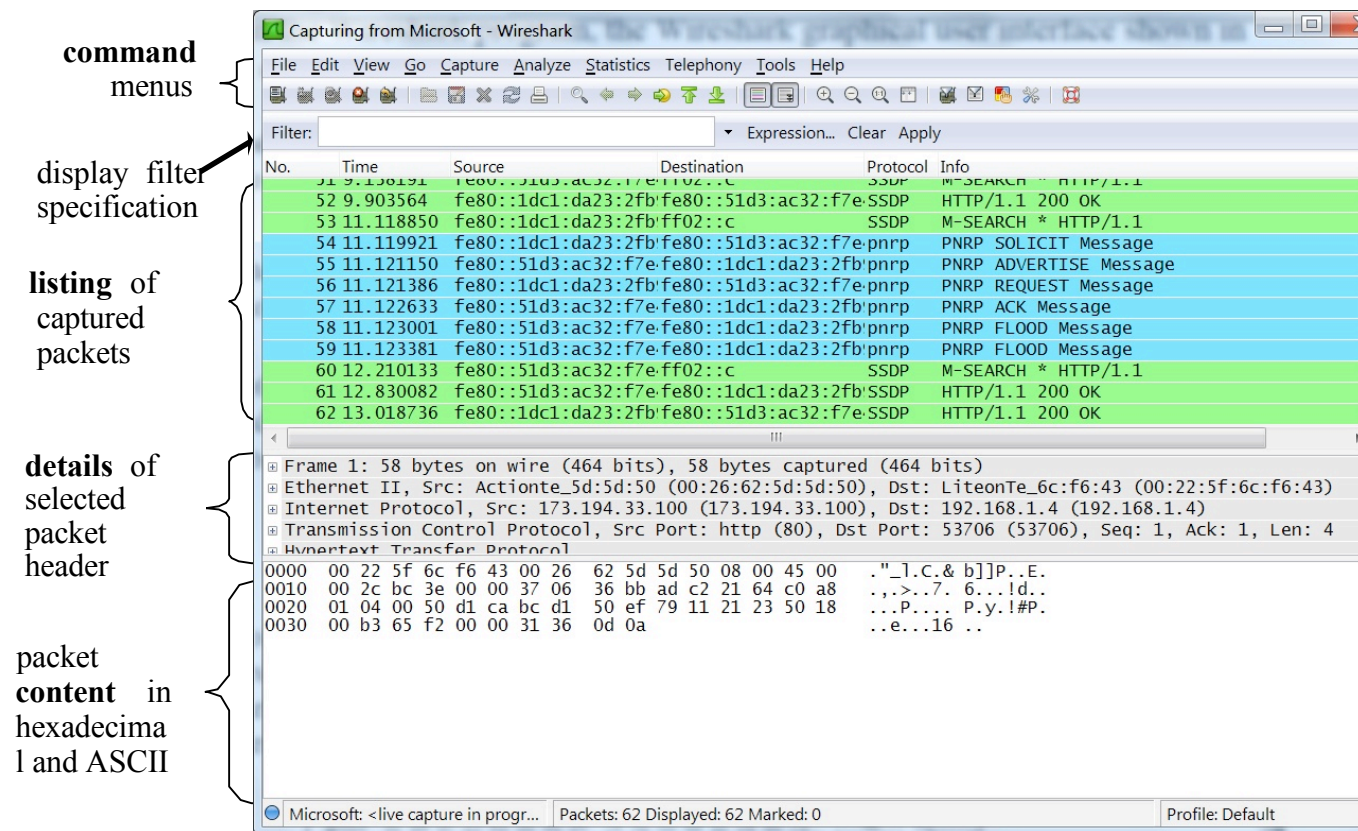 Capturing from Microsoft - Wireshark
command
menus
File Edit View Go Capture Analyze Statistics Telephony Tools Help
Filter: Expression... Clear Apply
display filter
specification
No. Time Source Destination Protocol Info
51 9.158191 fe80::51d3:ac32:f7e ff02::c SSDP M-SEARCH * HTTP/1.1
52 9.903564 fe80::1dc1:da23:2fb fe80::51d3:ac32:f7e SSDP HTTP/1.1 200 OK
53 11.118850 fe80::1dc1:da23:2fb ff02::c SSDP M-SEARCH * HTTP/1.1
54 11.119921 fe80::1dc1:da23:2fb fe80::51d3:ac32:f7e pnrp PNRP SOLICIT Message
55 11.121150 fe80::51d3:ac32:f7e fe80::1dc1:da23:2fb pnrp PNRP ADVERTISE Message
56 11.121386 fe80::1dc1:da23:2fb fe80::51d3:ac32:f7e pnrp PNRP REQUEST Message
57 11.122633 fe80::51d3:ac32:f7e fe80::1dc1:da23:2fb pnrp PNRP ACK Message
58 11.123001 fe80::51d3:ac32:f7e fe80::1dc1:da23:2fb pnrp PNRP FLOOD Message
59 11.123381 fe80::51d3:ac32:f7e fe80::1dc1:da23:2fb pnrp PNRP FLOOD Message
60 12.210133 fe80::51d3:ac32:f7e ff02::c SSDP M-SEARCH * HTTP/1.1
61 12.830082 fe80::51d3:ac32:f7e fe80::1dc1:da23:2fb SSDP HTTP/1.1 200 OK
62 13.018736 fe80::1dc1:da23:2fb fe80::51d3:ac32:f7e SSDP HTTP/1.1 200 OK
listing of
captured
packets
details of
selected
packet
header
Frame 1: 58 bytes on wire (464 bits), 58 bytes captured (464 bits)
Ethernet II, Src: Actionte_5d:5d:50 (00:26:62:5d:5d:50), Dst: LiteonTe_6c:f6:43 (00:22:5f:6c:f6:43)
Internet Protocol, Src: 173.194.33.100 (173.194.33.100), Dst: 192.168.1.4 (192.168.1.4)
Transmission Control Protocol, Src Port: http (80), Dst Port: 53706 (53706), Seq: 1, Ack: 1, Len: 4
Hypertext Transfer Protocol
0000 00 22 5f 6c f6 43 00 26 62 5d 5d 50 08 00 45 00 ."_l.C.& b]]P..E.
0010 00 2c bc 3e 00 00 37 06 36 bb ad c2 21 64 c0 a8 .,.>..7. 6...!d..
0020 01 04 00 50 d1 ca bc d1 50 ef 79 11 21 23 50 18 ...P.... P.y.!#P.
0030 00 b3 65 f2 00 00 31 36 0d 0a ..e...16 ..
packet
content in
hexadecima
l and ASCII
Microsoft: <live capture in progr... Packets: 62 Displayed: 62 Marked: 0 Profile: Default